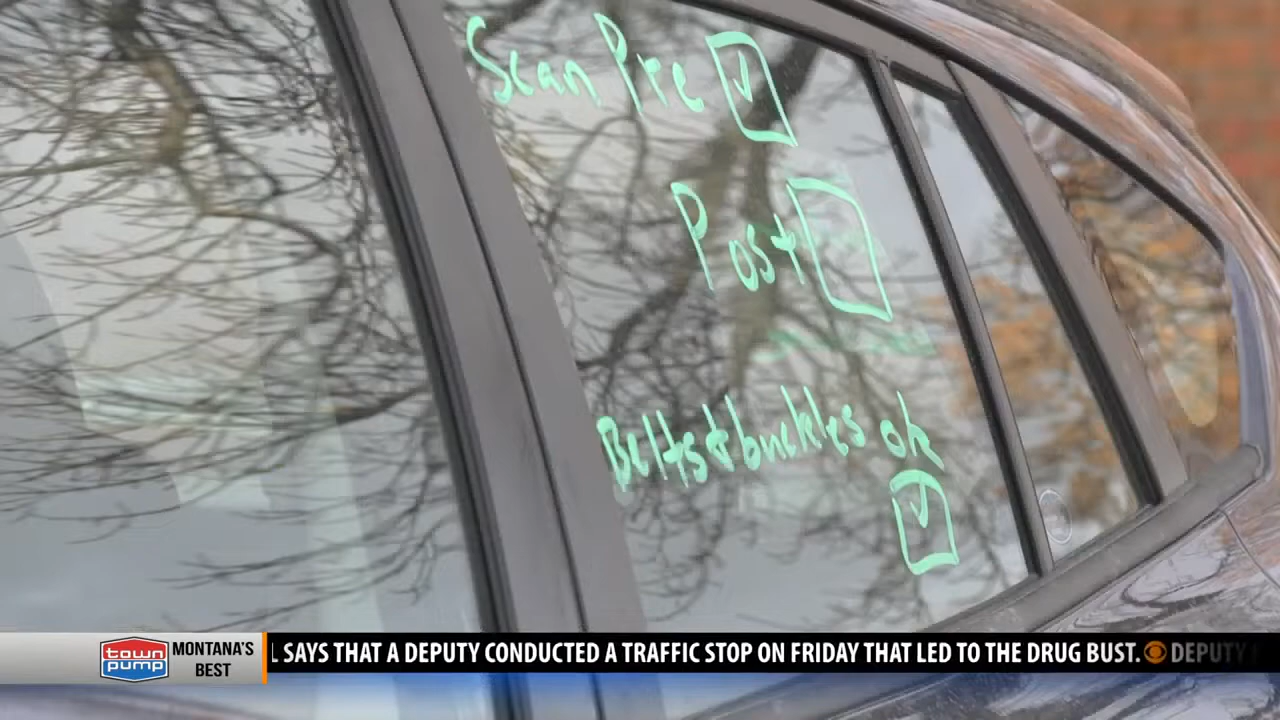 Scan Pre
Post
Belts & buckles ok
town pump
MONTANA'S BEST
L SAYS THAT A DEPUTY CONDUCTED A TRAFFIC STOP ON FRIDAY THAT LED TO THE DRUG BUST. DEPUTY